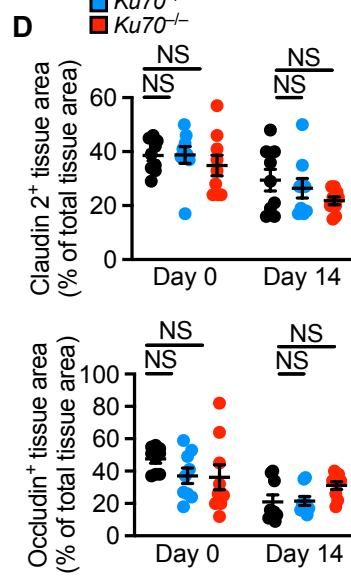 D
Ku70
Ku70–/–
NS
NS
NS
NS
Claudin 2+ tissue area
(% of total tissue area)
60
40
20
0
Day 0
Day 14
NS
NS
NS
NS
Occludin+ tissue area
(% of total tissue area)
100
80
60
40
20
0
Day 0
Day 14